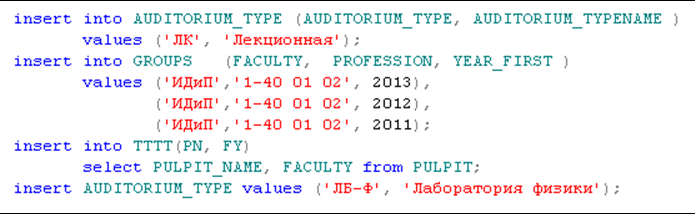 insert into AUDITORIUM_TYPE (AUDITORIUM_TYPE, AUDITORIUM_TYPENAME )
values ('ЛК', 'Лекционная');
insert into GROUPS (FACULTY, PROFESSION, YEAR_FIRST )
values ('ИДиП','1-40 01 02', 2013),
('ИДиП','1-40 01 02', 2012),
('ИДиП','1-40 01 02', 2011);
insert into TTTT(PN, FY)
select PULPIT_NAME, FACULTY from PULPIT;
insert AUDITORIUM_TYPE values ('ЛБ-Ф', 'Лаборатория физики');